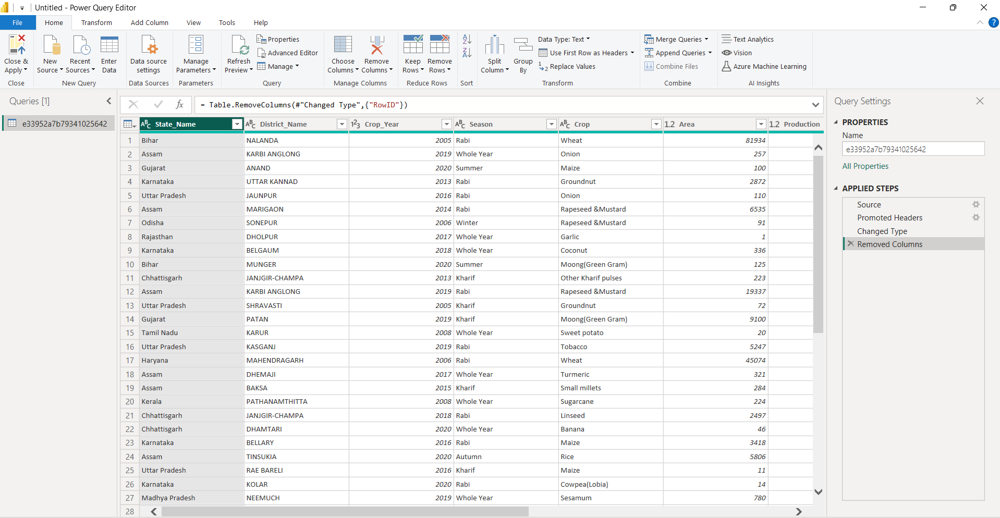 Untitled - Power Query Editor
File Home Transform Add Column View Tools Help
Close & Apply
Close
New Source
Recent Sources
Enter Data
New Query
Data source settings
Data Sources
Manage Parameters
Parameters
Refresh Preview
Properties
Advanced Editor
Manage
Query
Choose Columns
Remove Columns
Manage Columns
Keep Rows
Remove Rows
Reduce Rows
Sort
Split Column
Group By
Data Type: Text
Use First Row as Headers
Replace Values
Transform
Merge Queries
Append Queries
Combine Files
Combine
Text Analytics
Vision
Azure Machine Learning
AI Insights
Queries [1]
e33952a7b79341025642
fx = Table.RemoveColumns(#"Changed Type",{"RowID"})
ABC State_Name ABC District_Name 123 Crop_Year ABC Season ABC Crop 1.2 Area 1.2 Production
1 Bihar NALANDA 2005 Rabi Wheat 81934
2 Assam KARBI ANGLONG 2019 Whole Year Onion 257
3 Gujarat ANAND 2020 Summer Maize 100
4 Karnataka UTTAR KANNAD 2013 Rabi Groundnut 2872
5 Uttar Pradesh JAUNPUR 2016 Rabi Onion 110
6 Assam MARIGAON 2014 Rabi Rapeseed &Mustard 6535
7 Odisha SONEPUR 2006 Winter Rapeseed &Mustard 91
8 Rajasthan DHOLPUR 2017 Whole Year Garlic 1
9 Karnataka BELGAUM 2018 Whole Year Coconut 336
10 Bihar MUNGER 2020 Summer Moong(Green Gram) 125
11 Chhattisgarh JANJGIR-CHAMPA 2013 Kharif Other Kharif pulses 223
12 Assam KARBI ANGLONG 2019 Rabi Rapeseed &Mustard 19337
13 Uttar Pradesh SHRAVASTI 2005 Kharif Groundnut 72
14 Gujarat PATAN 2019 Kharif Moong(Green Gram) 9100
15 Tamil Nadu KARUR 2008 Whole Year Sweet potato 20
16 Uttar Pradesh KASGANJ 2019 Rabi Tobacco 5247
17 Haryana MAHENDRAGARH 2006 Rabi Wheat 45074
18 Assam DHEMAJI 2017 Whole Year Turmeric 321
19 Assam BAKSA 2015 Kharif Small millets 284
20 Kerala PATHANAMTHITTA 2008 Whole Year Sugarcane 224
21 Chhattisgarh JANJGIR-CHAMPA 2018 Rabi Linseed 2497
22 Chhattisgarh DHAMTARI 2020 Whole Year Banana 46
23 Karnataka BELLARY 2016 Rabi Maize 3418
24 Assam TINSUKIA 2020 Autumn Rice 5806
25 Uttar Pradesh RAE BARELI 2016 Kharif Maize 11
26 Karnataka KOLAR 2020 Rabi Cowpea(Lobia) 14
27 Madhya Pradesh NEEMUCH 2019 Whole Year Sesamum 780
28
Query Settings
PROPERTIES
Name
e33952a7b79341025642
All Properties
APPLIED STEPS
Source
Promoted Headers
Changed Type
Removed Columns